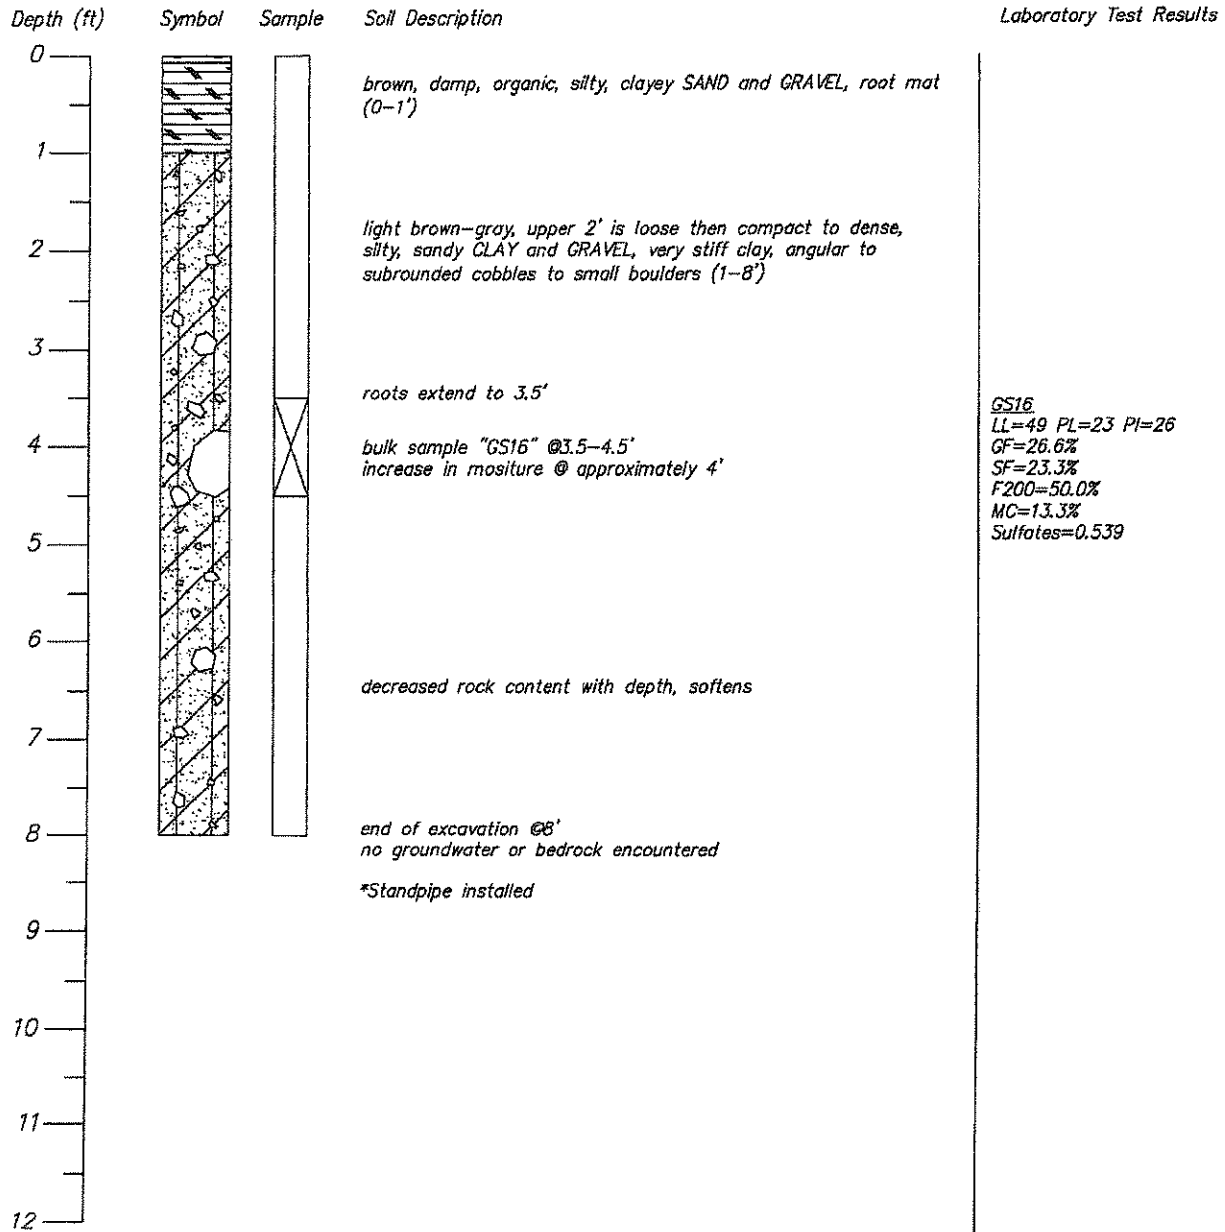 Depth (ft) Symbol Sample Soil Description Laboratory Test Results
0
brown, damp, organic, silty, clayey SAND and GRAVEL, root mat
(0-1')
1
light brown-gray, upper 2' is loose then compact to dense,
2
silty, sandy CLAY and GRAVEL, very stiff clay, angular to
subrounded cobbles to small boulders (1-8')
3
roots extend to 3.5'
GS16
LL=49 PL=23 PI=26
4
bulk sample "GS16" @3.5-4.5'
GF=26.6%
increase in mositure @ approximately 4'
SF=23.3%
F200=50.0%
MC=13.3%
Sulfates=0.539
5
6
decreased rock content with depth, softens
7
8
end of excavation @8'
no groundwater or bedrock encountered
*Standpipe installed
9
10
11
12